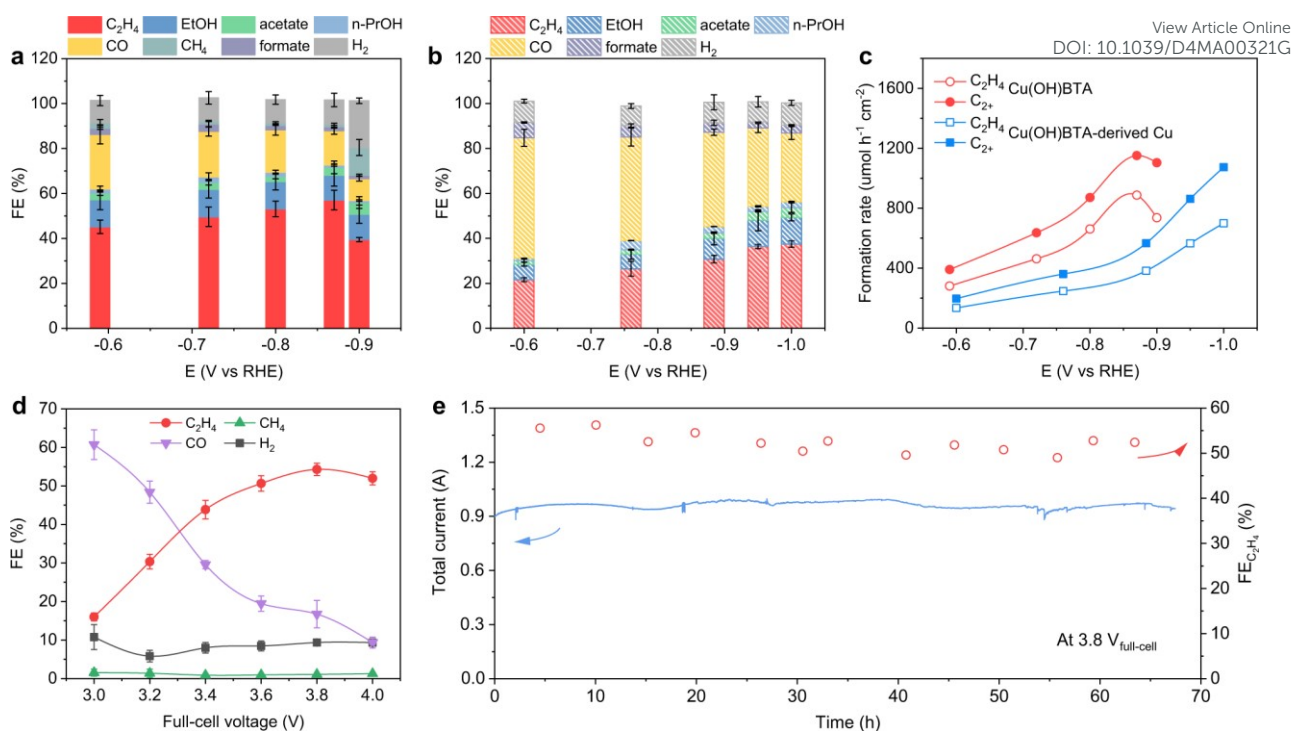 View Article Online
DOI: 10.1039/D4MA00321G
C₂H₄ EtOH acetate n-PrOH
CO CH₄ formate H₂
a
120
100
80
60
40
20
0
FE (%)
-0.6 -0.7 -0.8 -0.9
E (V vs RHE)
C₂H₄ EtOH acetate n-PrOH
CO formate H₂
b
120
100
80
60
40
20
0
FE (%)
-0.6 -0.7 -0.8 -0.9 -1.0
E (V vs RHE)
c
C₂H₄ Cu(OH)BTA
C₂₊
C₂H₄ Cu(OH)BTA-derived Cu
C₂₊
1600
1200
800
400
0
Formation rate (umol h⁻¹ cm⁻²)
-0.6 -0.7 -0.8 -0.9 -1.0
E (V vs RHE)
d
C₂H₄ CH₄
CO H₂
70
60
50
40
30
20
10
0
FE (%)
3.0 3.2 3.4 3.6 3.8 4.0
Full-cell voltage (V)
e
1.5
1.2
0.9
0.6
0.3
0.0
Total current (A)
60
50
40
30
20
10
0
FE C₂H₄ (%)
At 3.8 V full-cell
0 10 20 30 40 50 60 70
Time (h)